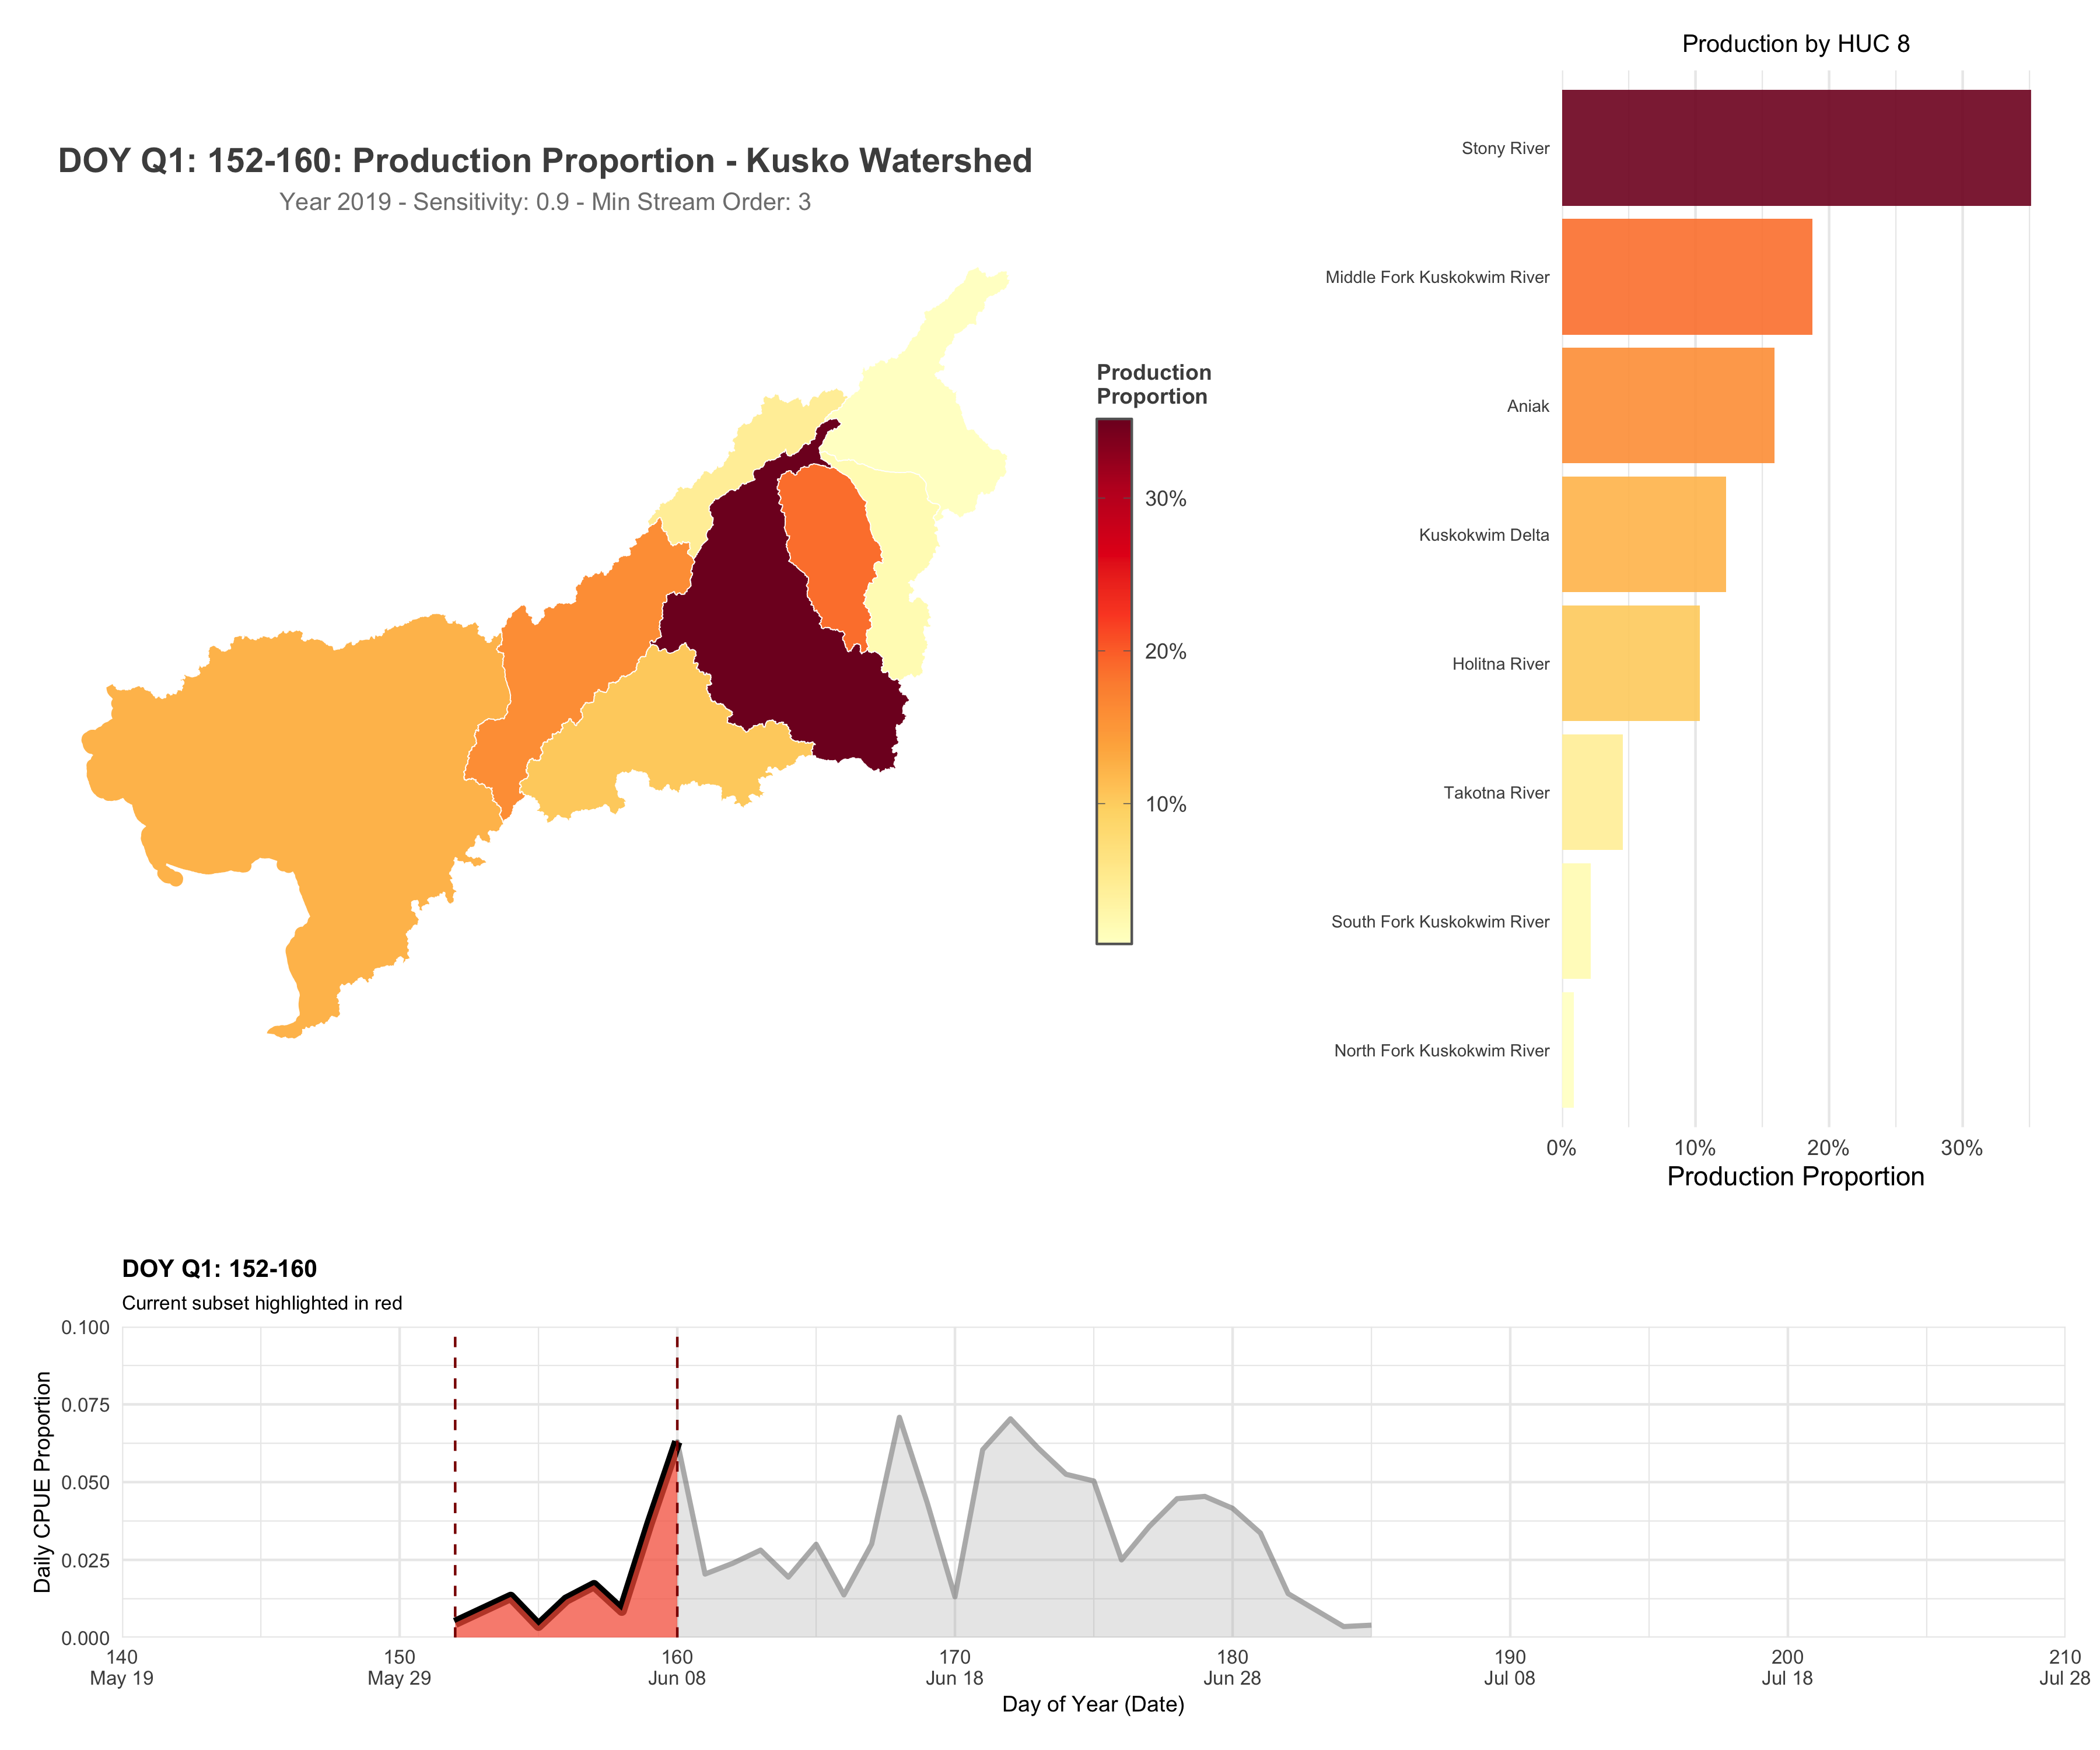 DOY Q1: 152-160: Production Proportion - Kusko Watershed
Year 2019 - Sensitivity: 0.9 - Min Stream Order: 3
Production
Proportion
30%
20%
10%
Production by HUC 8
Stony River
Middle Fork Kuskokwim River
Aniak
Kuskokwim Delta
Holitna River
Takotna River
South Fork Kuskokwim River
North Fork Kuskokwim River
0% 10% 20% 30%
Production Proportion
DOY Q1: 152-160
Current subset highlighted in red
Daily CPUE Proportion
0.100
0.075
0.050
0.025
0.000
140 150 160 170 180 190 200 210
May 19 May 29 Jun 08 Jun 18 Jun 28 Jul 08 Jul 18 Jul 28
Day of Year (Date)